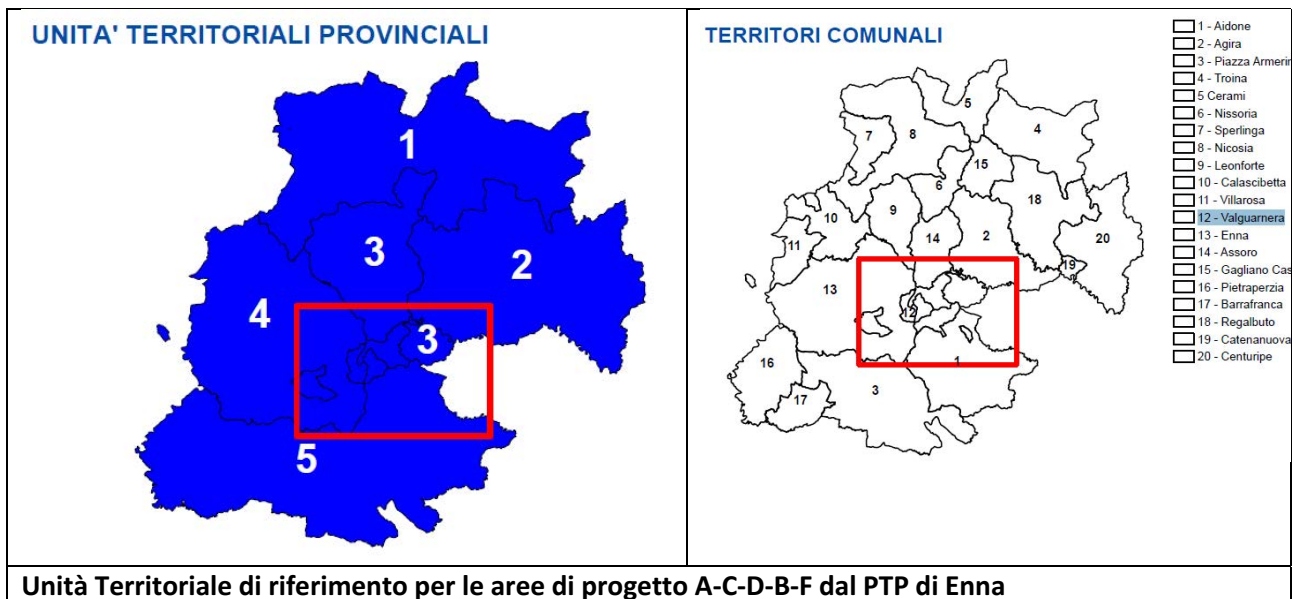 UNITA' TERRITORIALI PROVINCIALI
1
3
2
4
3
5
TERRITORI COMUNALI
5
4
8
7
15
6
18
10
9
20
14
2
11
19
13
12
1
16
3
17
1 - Aidone
2 - Agira
3 - Piazza Armerin
4 - Troina
5 Cerami
6 - Nissoria
7 - Sperlinga
8 - Nicosia
9 - Leonforte
10 - Calascibetta
11 - Villarosa
12 - Valguarnera
13 - Enna
14 - Assoro
15 - Gagliano Cas
16 - Pietraperzia
17 - Barrafranca
18 - Regalbuto
19 - Catenanuova
20 - Centuripe
Unità Territoriale di riferimento per le aree di progetto A-C-D-B-F dal PTP di Enna